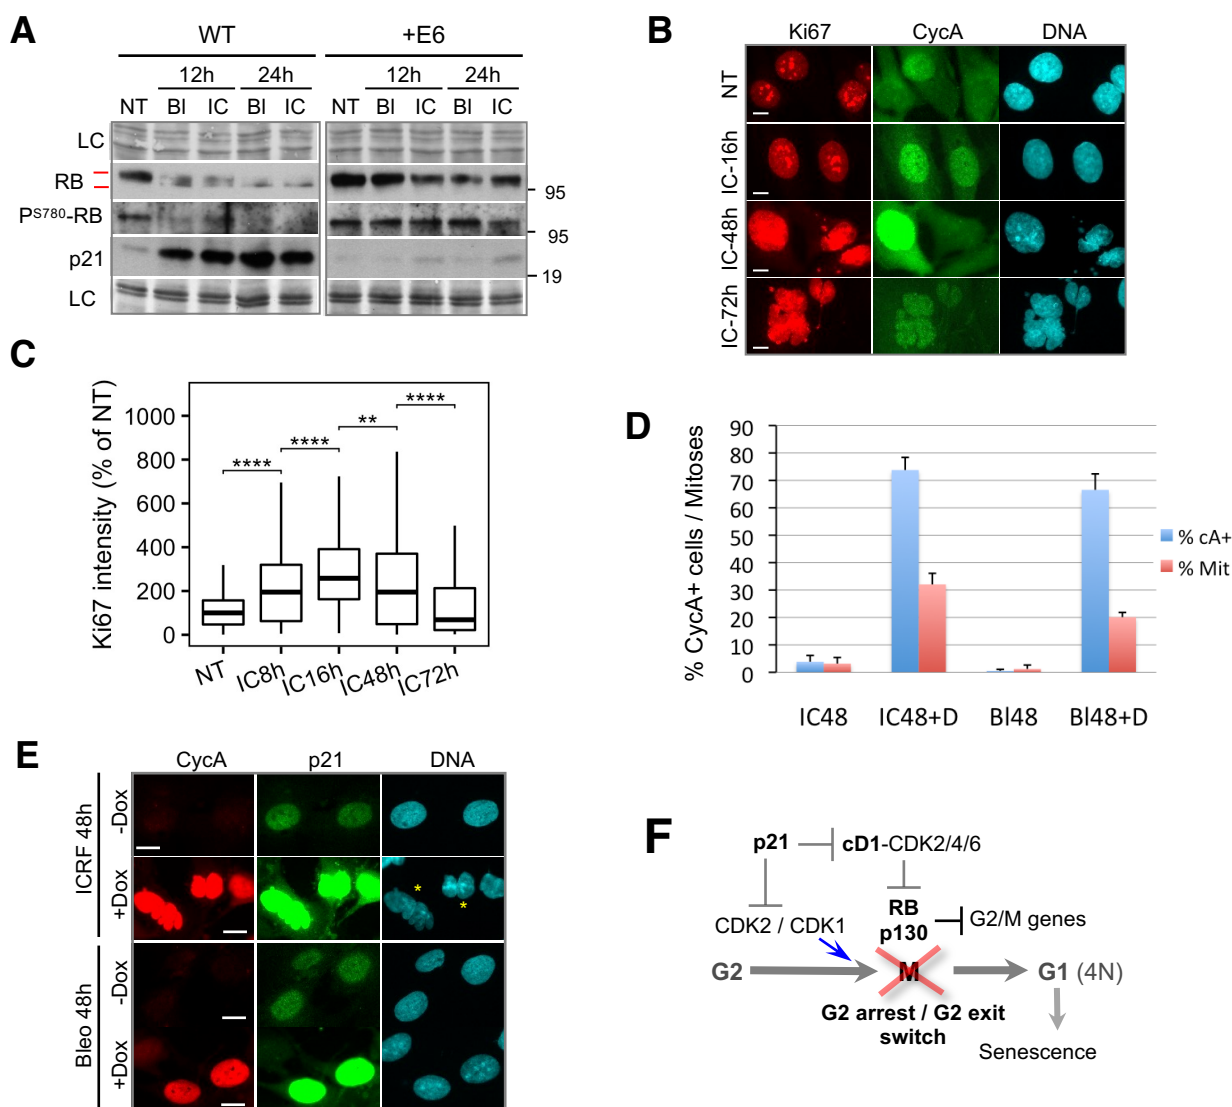 A
WT
+E6
12h
24h
12h
24h
NT BI IC BI IC
NT BI IC BI IC
LC
RB
95
P^S780-RB
95
p21
19
LC
B
Ki67 CycA DNA
NT
IC-16h
IC-48h
IC-72h
C
Ki67 intensity (% of NT)
1000
800
600
400
200
0
****
****
**
****
NT IC8h IC16h IC48h IC72h
D
% CycA+ cells / Mitoses
90
80
70
60
50
40
30
20
10
0
IC48 IC48+D Bl48 Bl48+D
% cA+
% Mit
E
CycA p21 DNA
ICRF 48h
-Dox
+Dox
*
*
Bleo 48h
-Dox
+Dox
F
p21 cD1-CDK2/4/6
CDK2 / CDK1
RB
p130
G2/M genes
G2 M G1 (4N)
G2 arrest / G2 exit
switch
Senescence